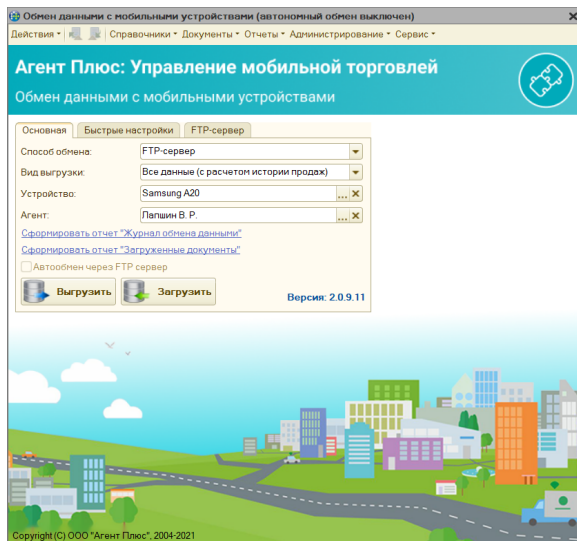 Обмен данными с мобильными устройствами (автономный обмен выключен)
Действия Справочники Документы Отчеты Администрирование Сервис
Агент Плюс: Управление мобильной торговлей
Обмен данными с мобильными устройствами
Основная Быстрые настройки FTP-сервер
Способ обмена: FTP-сервер
Вид выгрузки: Все данные (с расчетом истории продаж)
Устройство: Samsung A20 ...
Агент: Лапшин В. Р. ...
Сформировать отчет "Журнал обмена данными"
Сформировать отчет "Загруженные документы"
Автообмен через FTP сервер
Выгрузить Загрузить Версия: 2.0.9.11
Copyright (C) ООО "Агент Плюс", 2004-2021